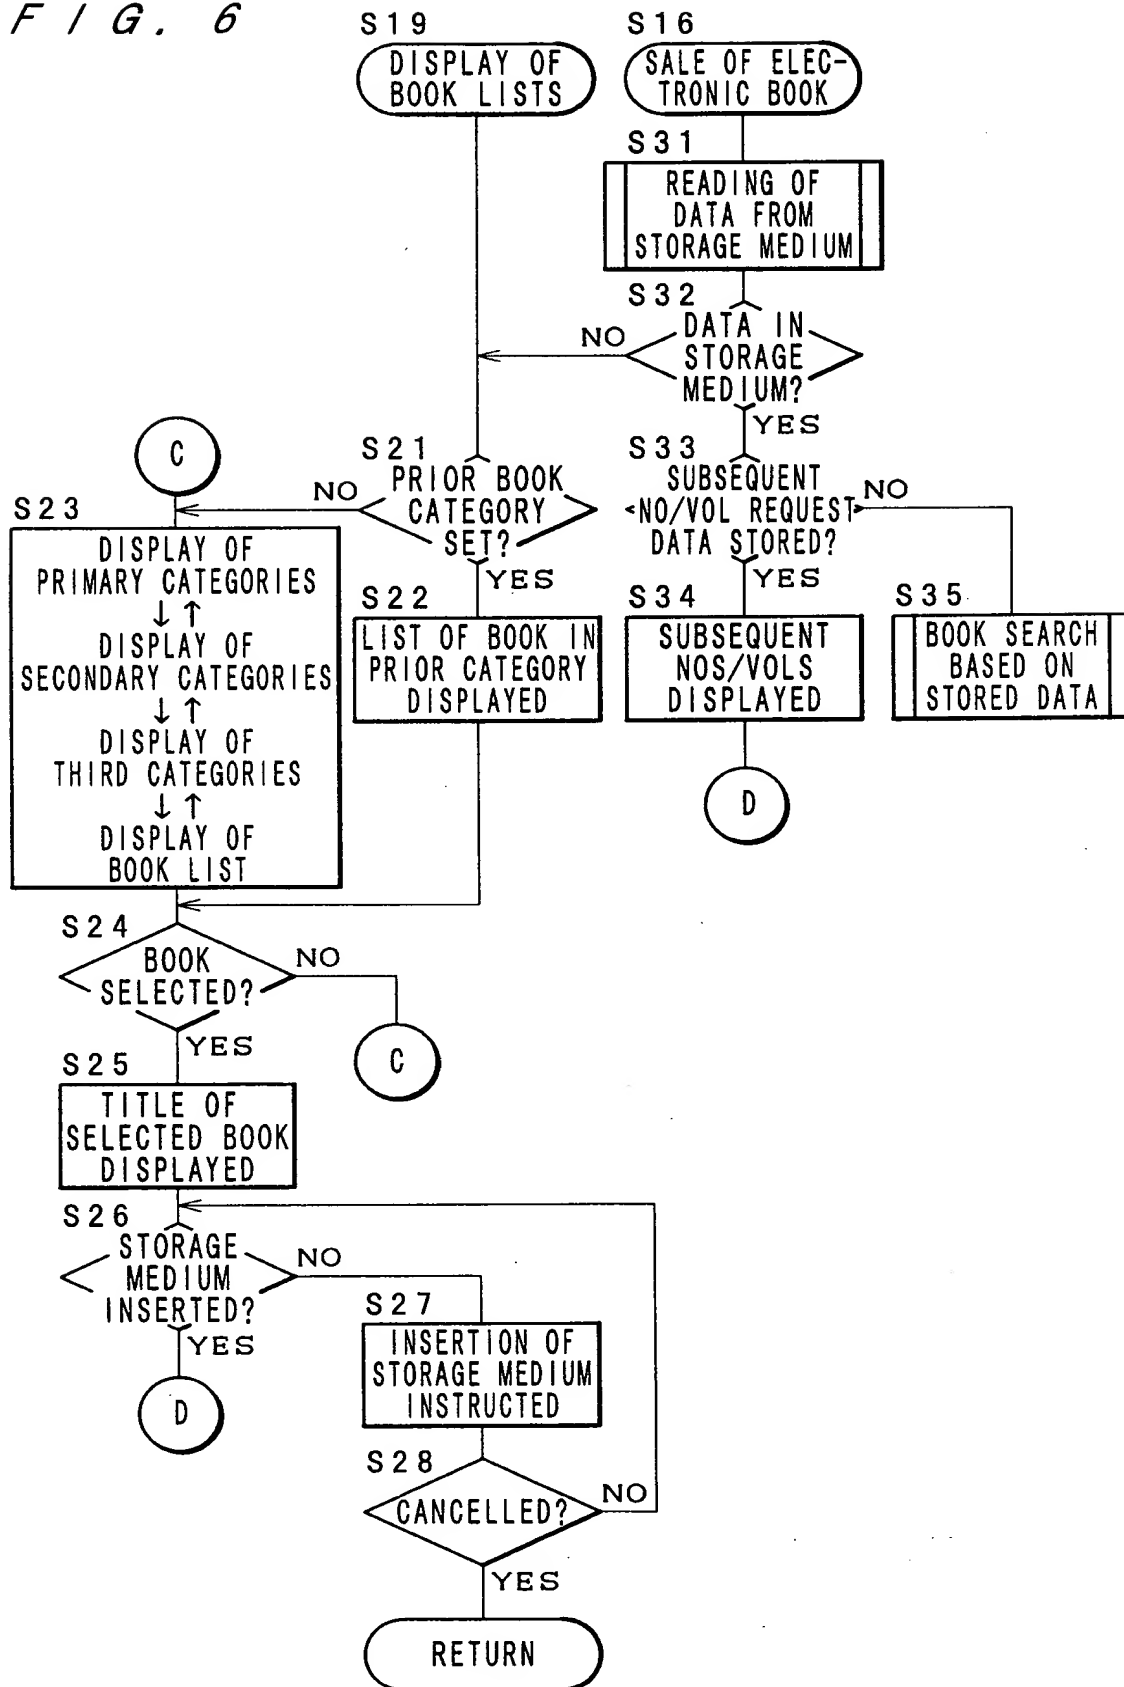 FIG. 6
S19
DISPLAY OF
BOOK LISTS
S16
SALE OF ELEC-
TRONIC BOOK
S31
READING OF
DATA FROM
STORAGE MEDIUM
S32
DATA IN
STORAGE
MEDIUM?
NO
YES
C
S21
PRIOR BOOK
CATEGORY
SET?
NO
YES
S33
SUBSEQUENT
NO/VOL REQUEST
DATA STORED?
NO
YES
S23
DISPLAY OF
PRIMARY CATEGORIES
↓↑
DISPLAY OF
SECONDARY CATEGORIES
↓↑
DISPLAY OF
THIRD CATEGORIES
↓↑
DISPLAY OF
BOOK LIST
S22
LIST OF BOOK IN
PRIOR CATEGORY
DISPLAYED
S34
SUBSEQUENT
NOS/VOLS
DISPLAYED
S35
BOOK SEARCH
BASED ON
STORED DATA
D
S24
BOOK
SELECTED?
NO
YES
C
S25
TITLE OF
SELECTED BOOK
DISPLAYED
S26
STORAGE
MEDIUM
INSERTED?
NO
YES
D
S27
INSERTION OF
STORAGE MEDIUM
INSTRUCTED
S28
CANCELLED?
NO
YES
RETURN